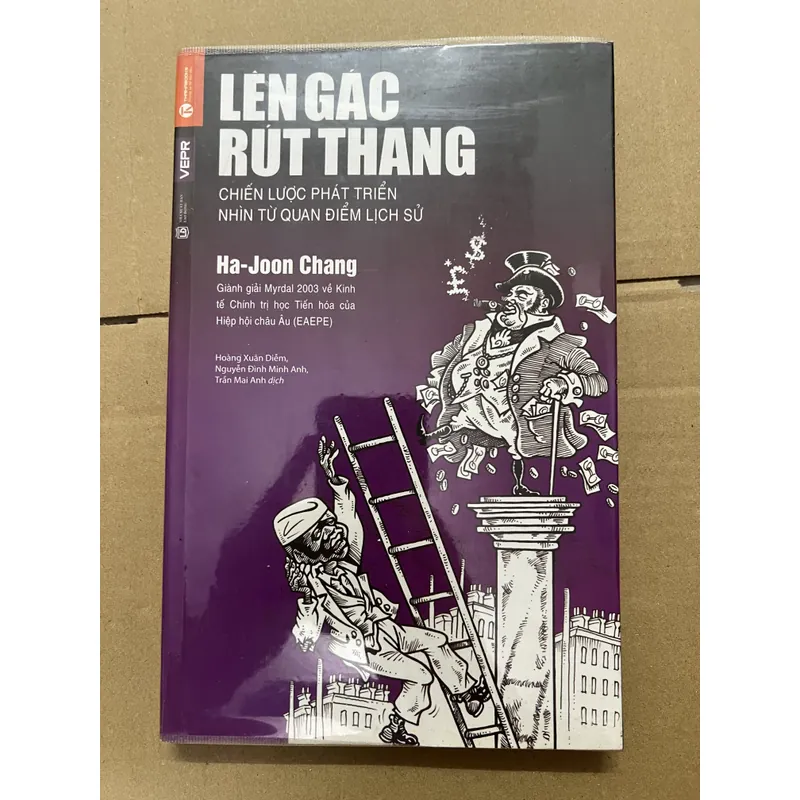 LÊN GÁC
RÚT THANG
CHIẾN LƯỢC PHÁT TRIỂN
NHÌN TỪ QUAN ĐIỂM LỊCH SỬ
Ha-Joon Chang
Giành giải Myrdal 2003 về Kinh
tế Chính trị học Tiến hóa của
Hiệp hội châu Âu (EAEPE)
Hoàng Xuân Diễm,
Nguyễn Đình Minh Anh,
Trần Mai Anh dịch
VEPR
$
£